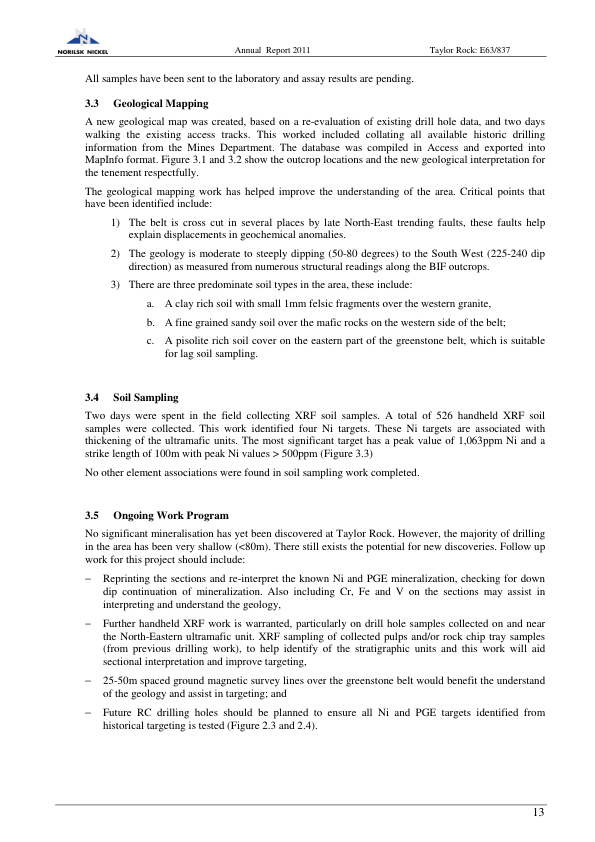 NORILSK NICKEL
Annual Report 2011
Taylor Rock: E63/837
All samples have been sent to the laboratory and assay results are pending.
3.3 Geological Mapping
A new geological map was created, based on a re-evaluation of existing drill hole data, and two days
walking the existing access tracks. This worked included collating all available historic drilling
information from the Mines Department. The database was compiled in Access and exported into
MapInfo format. Figure 3.1 and 3.2 show the outcrop locations and the new geological interpretation for
the tenement respectfully.
The geological mapping work has helped improve the understanding of the area. Critical points that
have been identified include:
1) The belt is cross cut in several places by late North-East trending faults, these faults help
explain displacements in geochemical anomalies.
2) The geology is moderate to steeply dipping (50-80 degrees) to the South West (225-240 dip
direction) as measured from numerous structural readings along the BIF outcrops.
3) There are three predominate soil types in the area, these include:
a. A clay rich soil with small 1mm felsic fragments over the western granite,
b. A fine grained sandy soil over the mafic rocks on the western side of the belt;
c. A pisolite rich soil cover on the eastern part of the greenstone belt, which is suitable
for lag soil sampling.
3.4 Soil Sampling
Two days were spent in the field collecting XRF soil samples. A total of 526 handheld XRF soil
samples were collected. This work identified four Ni targets. These Ni targets are associated with
thickening of the ultramafic units. The most significant target has a peak value of 1,063ppm Ni and a
strike length of 100m with peak Ni values > 500ppm (Figure 3.3)
No other element associations were found in soil sampling work completed.
3.5 Ongoing Work Program
No significant mineralisation has yet been discovered at Taylor Rock. However, the majority of drilling
in the area has been very shallow (<80m). There still exists the potential for new discoveries. Follow up
work for this project should include:
– Reprinting the sections and re-interpret the known Ni and PGE mineralization, checking for down
dip continuation of mineralization. Also including Cr, Fe and V on the sections may assist in
interpreting and understand the geology,
– Further handheld XRF work is warranted, particularly on drill hole samples collected on and near
the North-Eastern ultramafic unit. XRF sampling of collected pulps and/or rock chip tray samples
(from previous drilling work), to help identify of the stratigraphic units and this work will aid
sectional interpretation and improve targeting,
– 25-50m spaced ground magnetic survey lines over the greenstone belt would benefit the understand
of the geology and assist in targeting; and
– Future RC drilling holes should be planned to ensure all Ni and PGE targets identified from
historical targeting is tested (Figure 2.3 and 2.4).
13